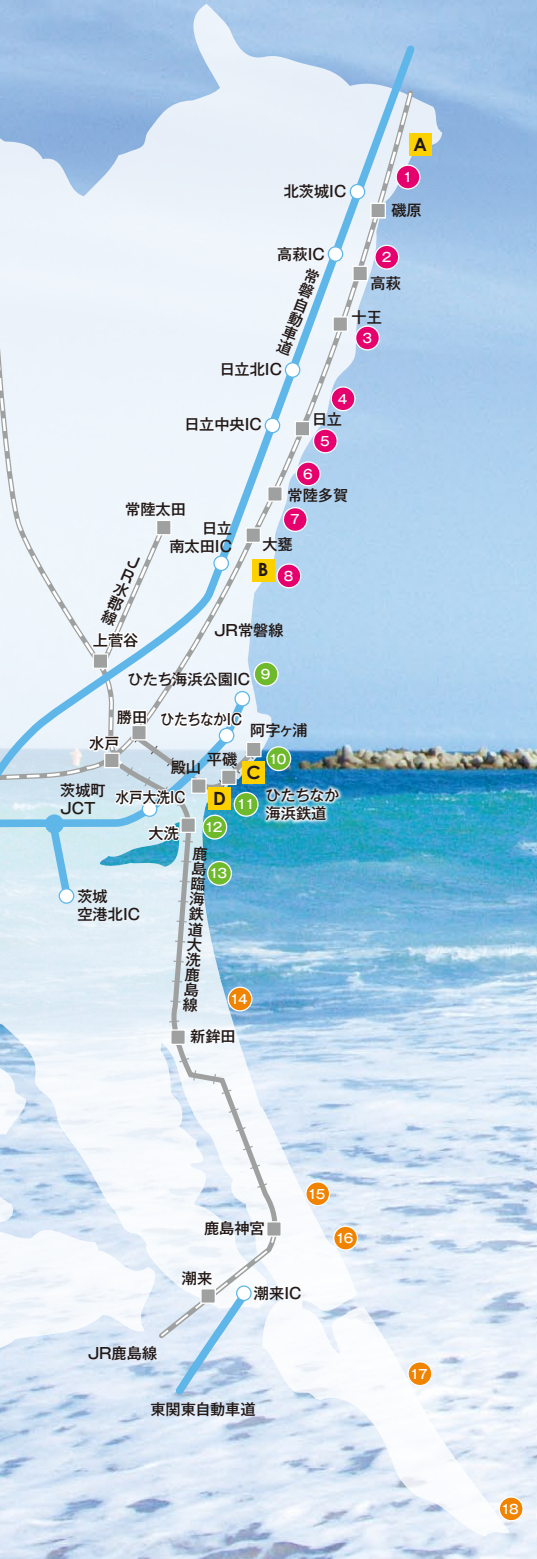 A
1
北茨城IC
磯原
2
高萩IC
高萩
常磐自動車道
十王
3
日立北IC
4
日立中央IC
日立
5
6
常陸多賀
常陸太田
7
日立
南太田IC
大甕
B
8
JR水郡線
JR常磐線
上菅谷
9
ひたち海浜公園IC
勝田
ひたちなかIC
阿字ヶ浦
水戸
10
平磯
殿山
C
茨城町
JCT
水戸大洗IC
D
11
ひたちなか
海浜鉄道
大洗
12
鹿島臨海鉄道大洗鹿島線
13
茨城
空港北IC
14
新鉾田
15
鹿島神宮
16
潮来
潮来IC
JR鹿島線
17
東関東自動車道
18